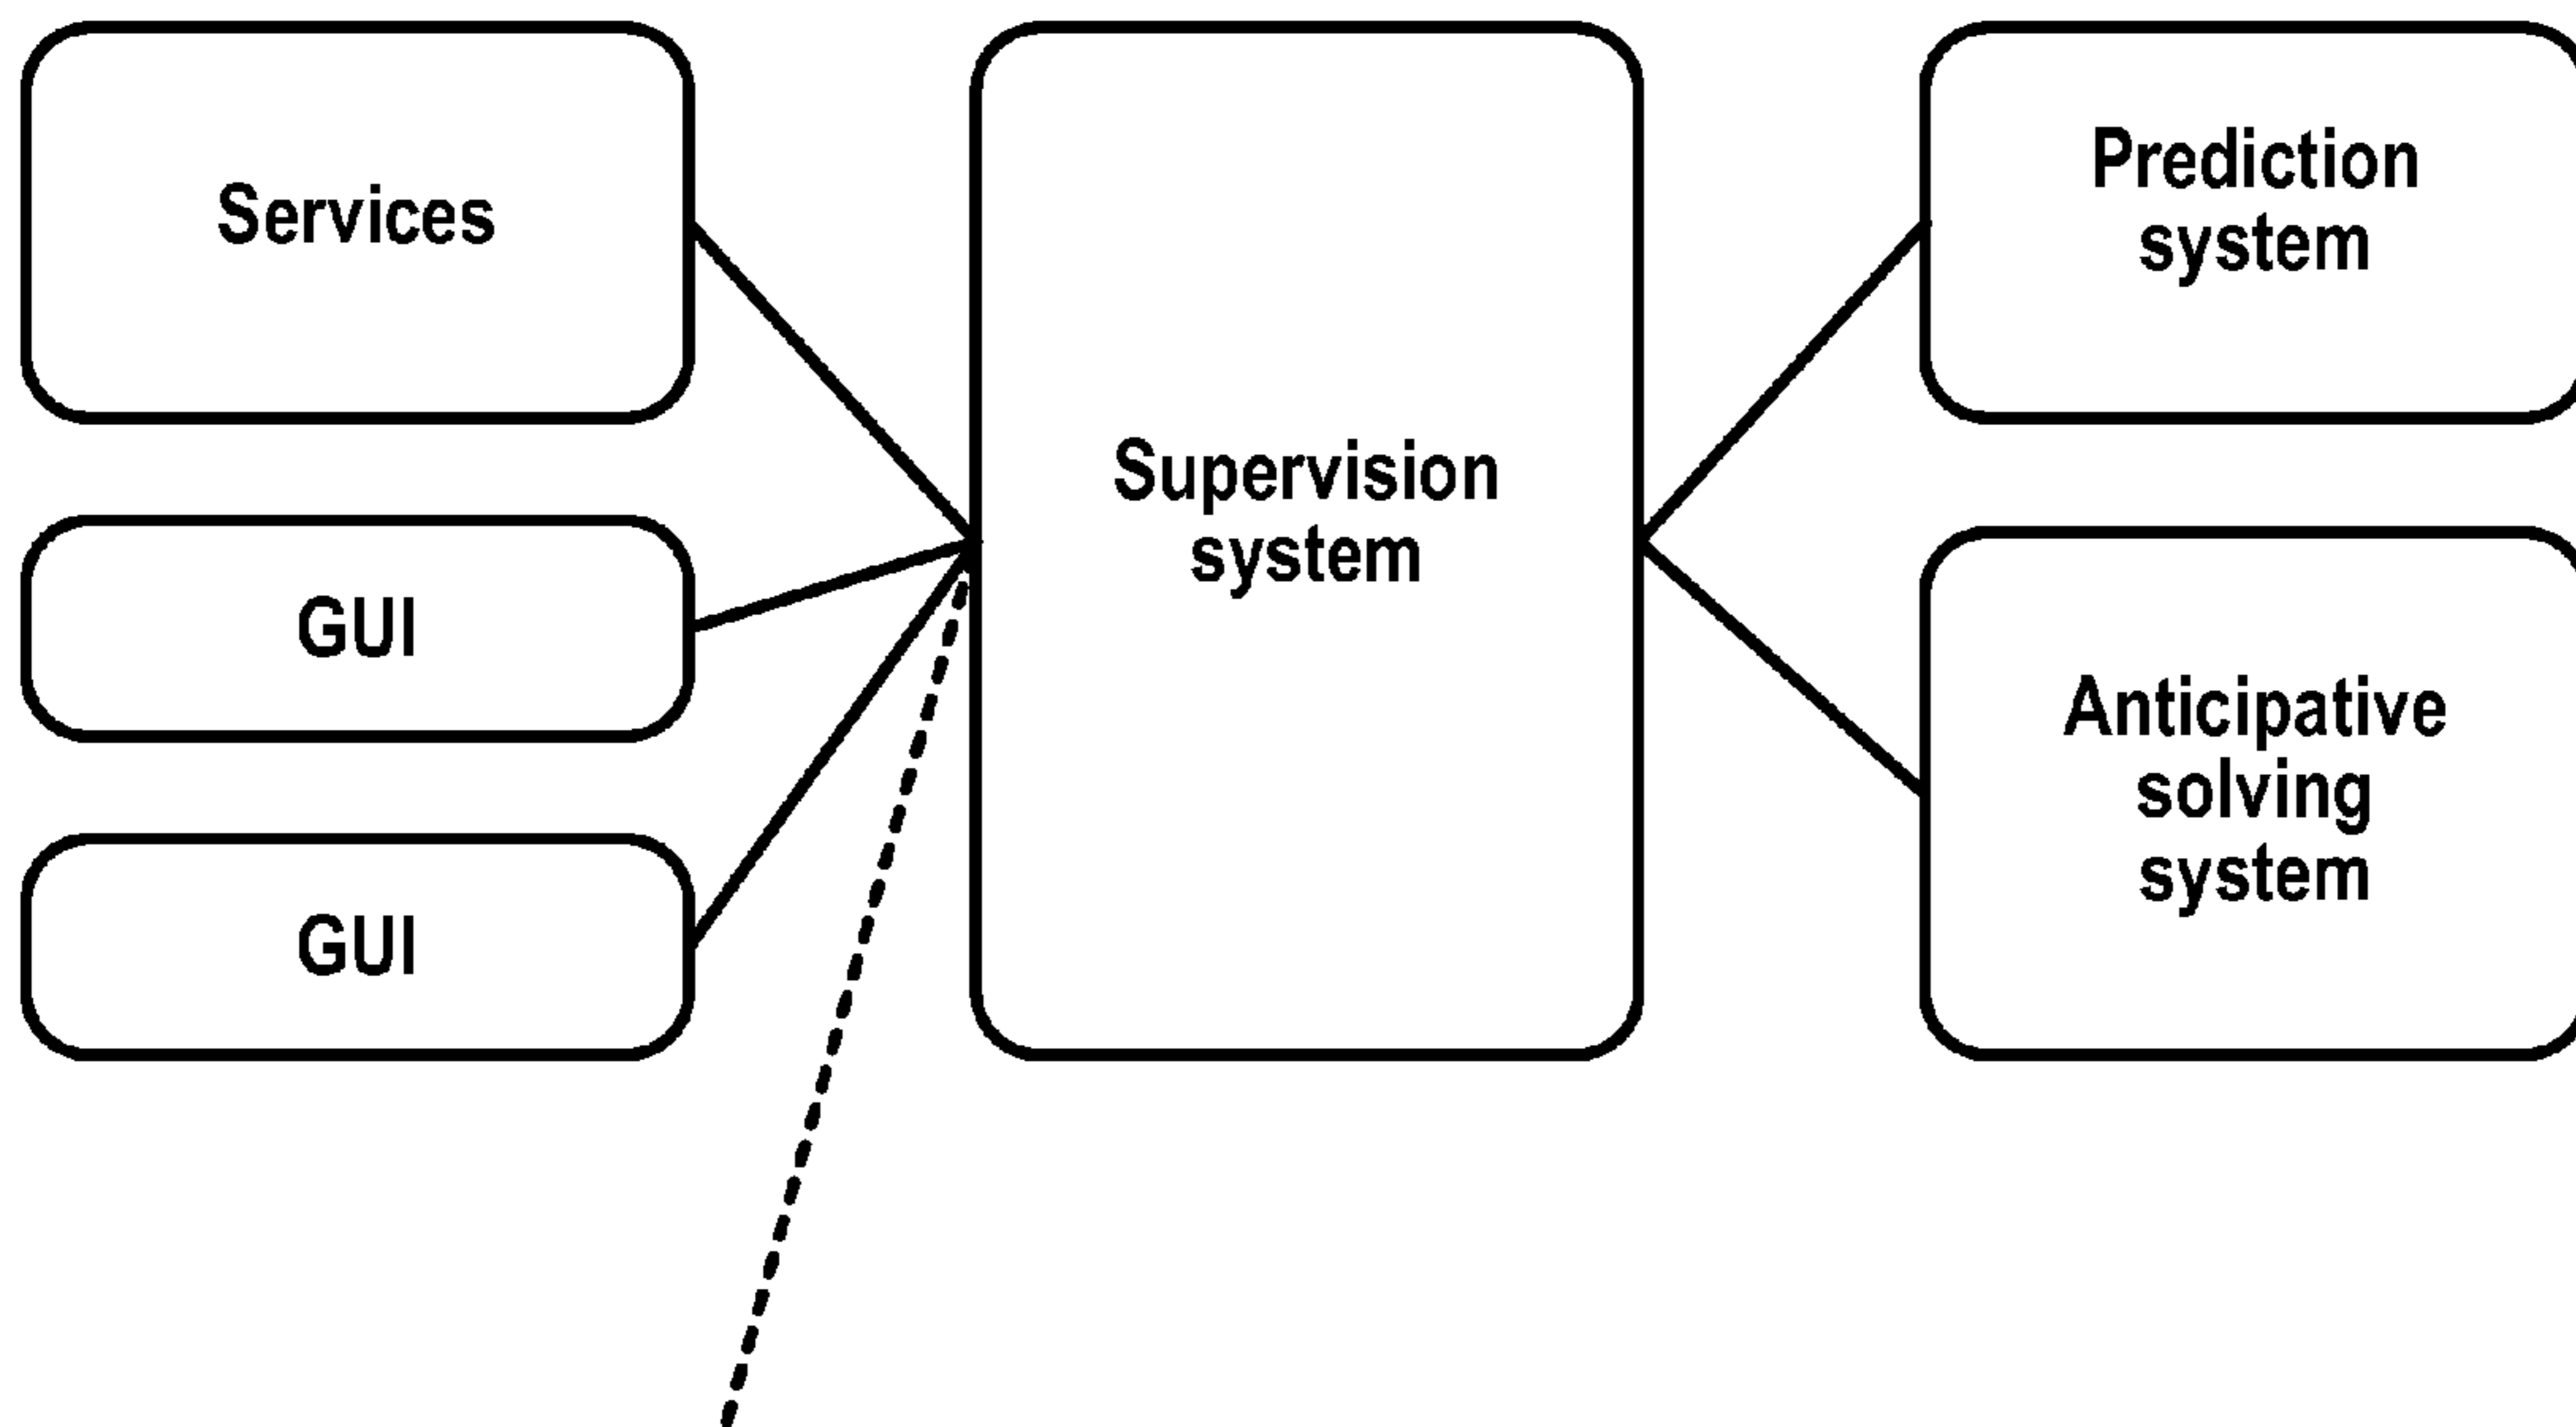 Services
GUI
GUI
Supervision
system
Prediction
system
Anticipative
solving
system